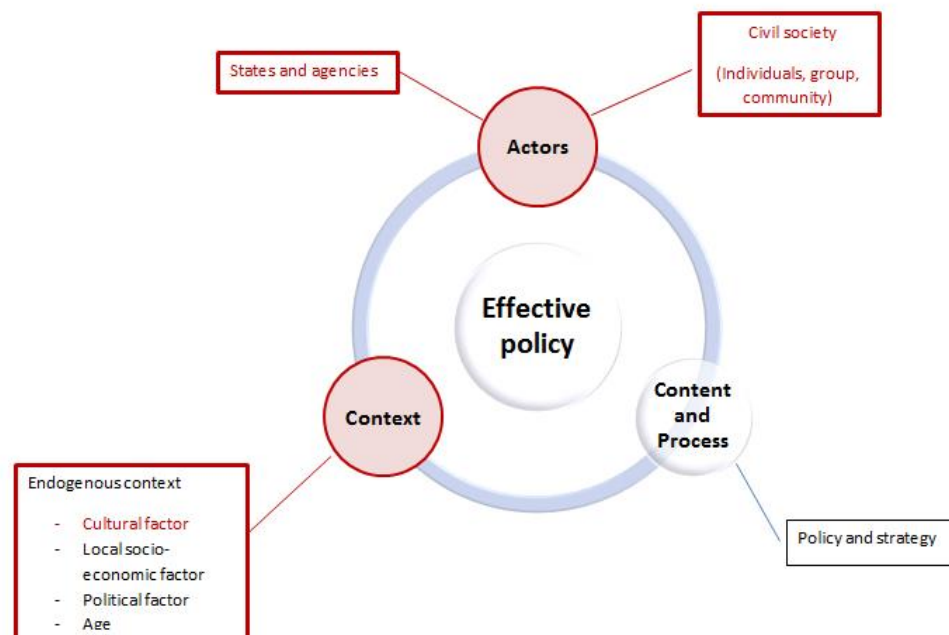 States and agencies
Civil society
(Individuals, group,
community)
Actors
Effective
policy
Context
Content
and
Process
Endogenous context
- Cultural factor
- Local socio-
economic factor
- Political factor
- Age
Policy and strategy